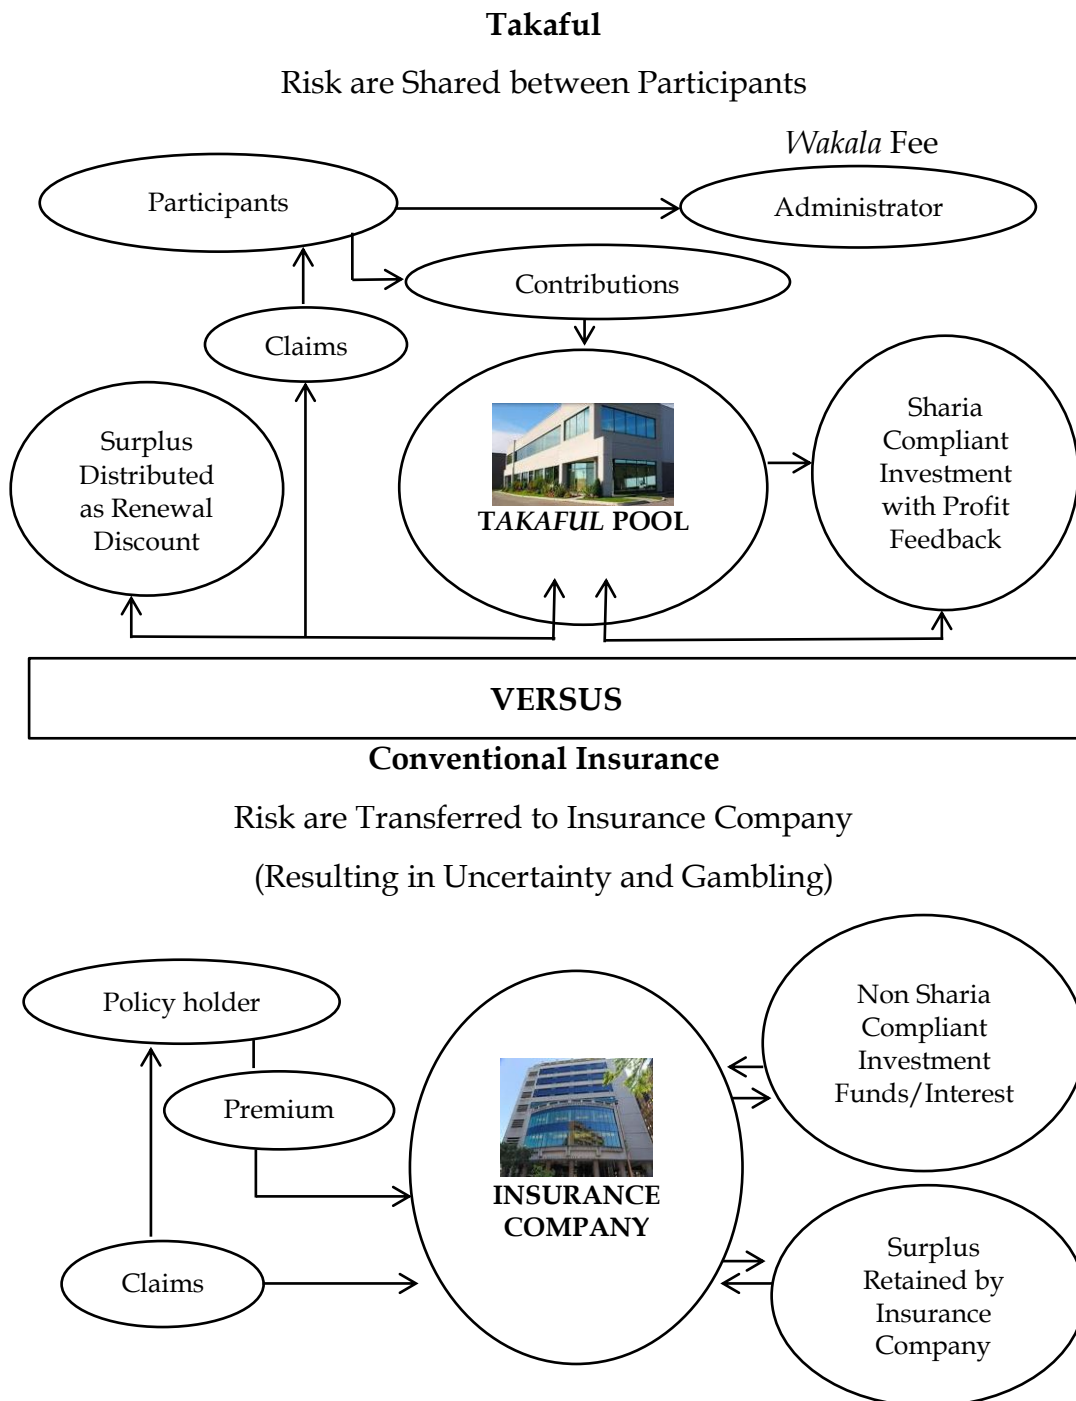 Takaful
Risk are Shared between Participants
Wakala Fee
Participants
Administrator
Contributions
Claims
Surplus
Distributed
as Renewal
Discount
TAKAFUL POOL
Sharia
Compliant
Investment
with Profit
Feedback
VERSUS
Conventional Insurance
Risk are Transferred to Insurance Company
(Resulting in Uncertainty and Gambling)
Policy holder
Premium
Claims
INSURANCE
COMPANY
Non Sharia
Compliant
Investment
Funds/Interest
Surplus
Retained by
Insurance
Company